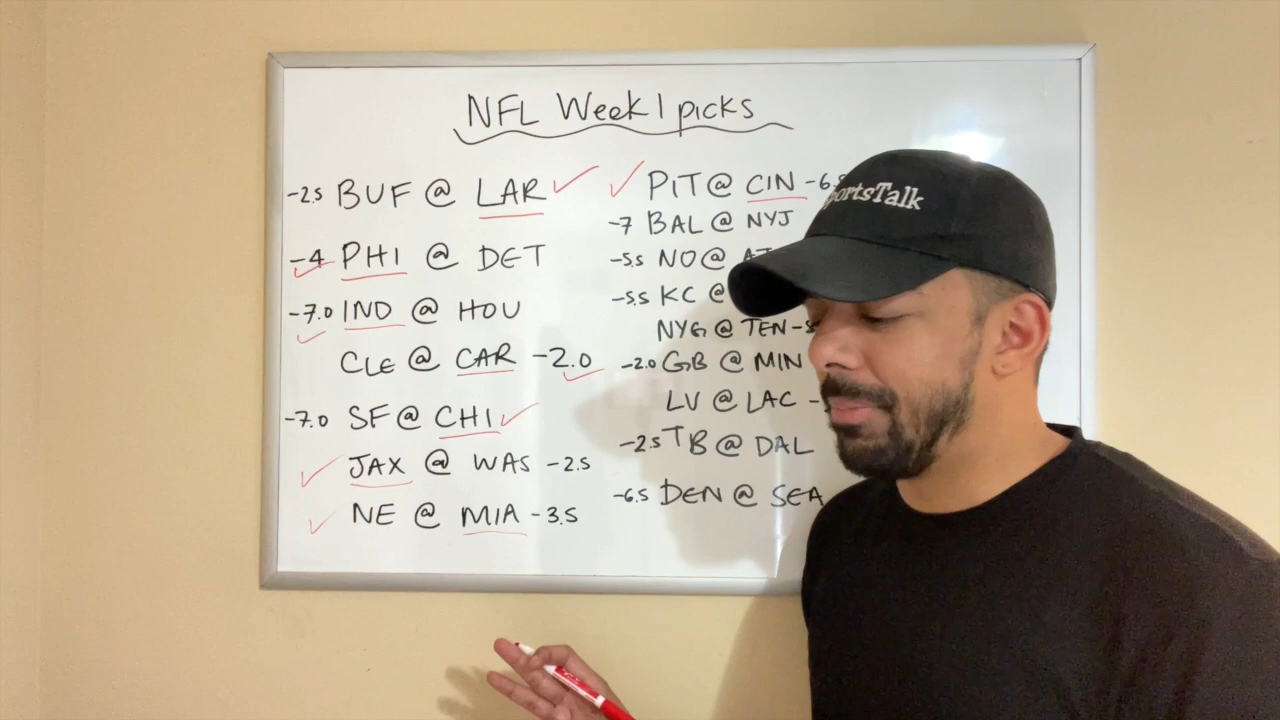 NFL Week 1 picks
-2.5 BUF @ LAR
-4 PHI @ DET
-7.0 IND @ HOU
CLE @ CAR -2.0
-7.0 SF @ CHI
JAX @ WAS -2.5
NE @ MIA -3.5
PIT @ CIN -6.5
-7 BAL @ NYJ
-5.5 NO @
-5.5 KC @
NYG @ TEN
-2.0 GB @ MIN
LV @ LAC
-2.5 TB @ DAL
-6.5 DEN @ SEA